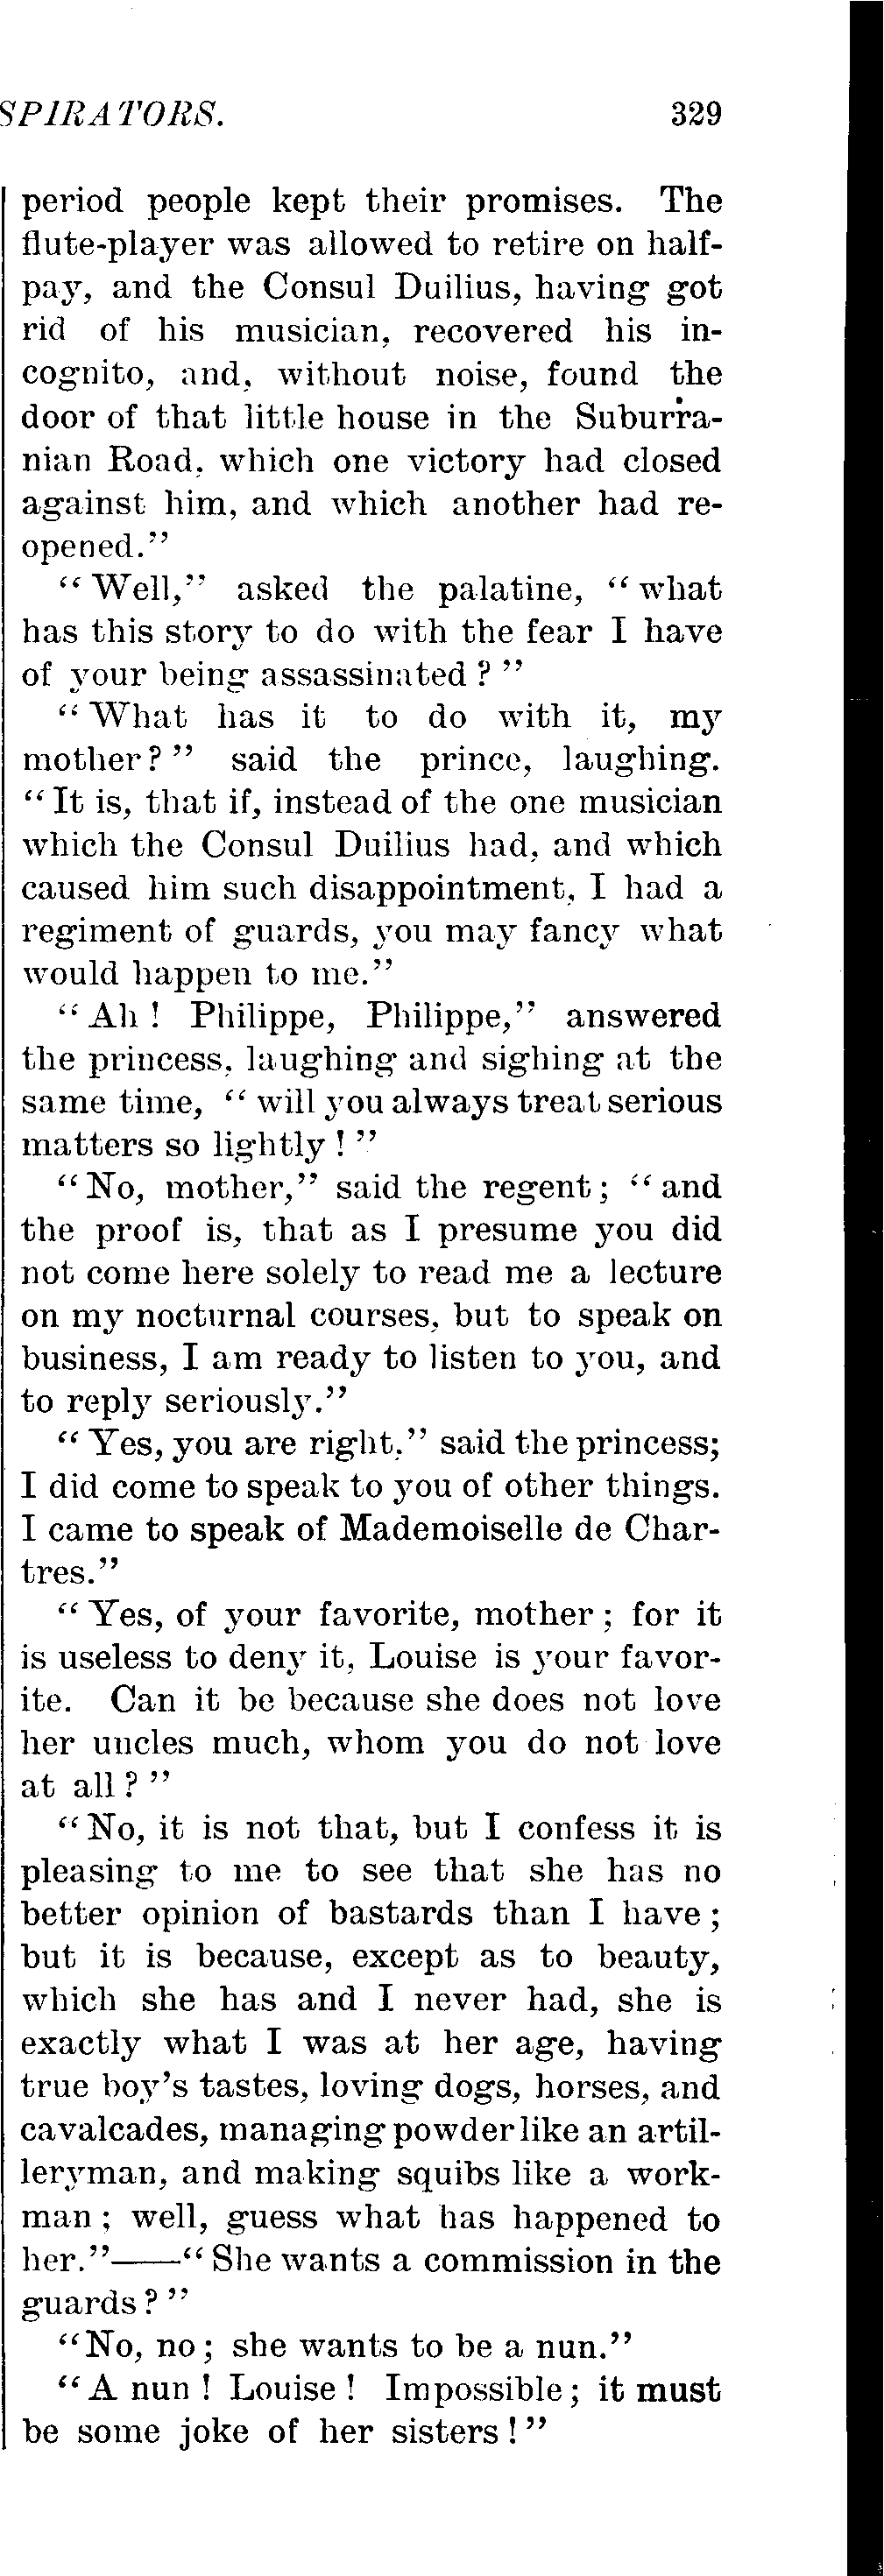 SPIRATORS. 329
period people kept their promises. The
flute-player was allowed to retire on half-
pay, and the Consul Duilius, having got
rid of his musician, recovered his in-
cognito, and, without noise, found the
door of that little house in the Suburra-
nian Road, which one victory had closed
against him, and which another had re-
opened."
"Well," asked the palatine, "what
has this story to do with the fear I have
of your being assassinated?"
"What has it to do with it, my
mother?" said the prince, laughing.
"It is, that if, instead of the one musician
which the Consul Duilius had, and which
caused him such disappointment, I had a
regiment of guards, you may fancy what
would happen to me."
"Ah! Philippe, Philippe," answered
the princess, laughing and sighing at the
same time, "will you always treat serious
matters so lightly!"
"No, mother," said the regent; "and
the proof is, that as I presume you did
not come here solely to read me a lecture
on my nocturnal courses, but to speak on
business, I am ready to listen to you, and
to reply seriously."
"Yes, you are right," said the princess;
I did come to speak to you of other things.
I came to speak of Mademoiselle de Char-
tres."
"Yes, of your favorite, mother; for it
is useless to deny it, Louise is your favor-
ite. Can it be because she does not love
her uncles much, whom you do not love
at all?"
"No, it is not that, but I confess it is
pleasing to me to see that she has no
better opinion of bastards than I have;
but it is because, except as to beauty,
which she has and I never had, she is
exactly what I was at her age, having
true boy's tastes, loving dogs, horses, and
cavalcades, managing powder like an artil-
leryman, and making squibs like a work-
man; well, guess what has happened to
her."——"She wants a commission in the
guards?"
"No, no; she wants to be a nun."
"A nun! Louise! Impossible; it must
be some joke of her sisters!"